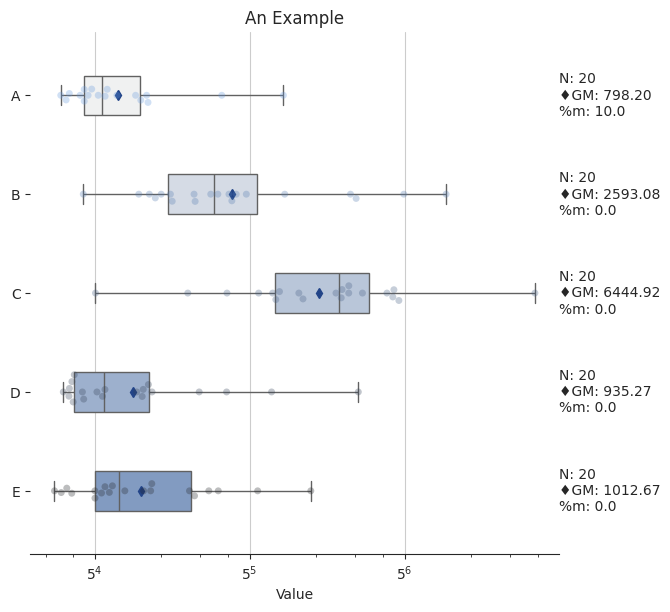 An Example
A
N: 20
♦GM: 798.20
%m: 10.0
B
N: 20
♦GM: 2593.08
%m: 0.0
C
N: 20
♦GM: 6444.92
%m: 0.0
D
N: 20
♦GM: 935.27
%m: 0.0
E
N: 20
♦GM: 1012.67
%m: 0.0
5⁴ 5⁵ 5⁶
Value